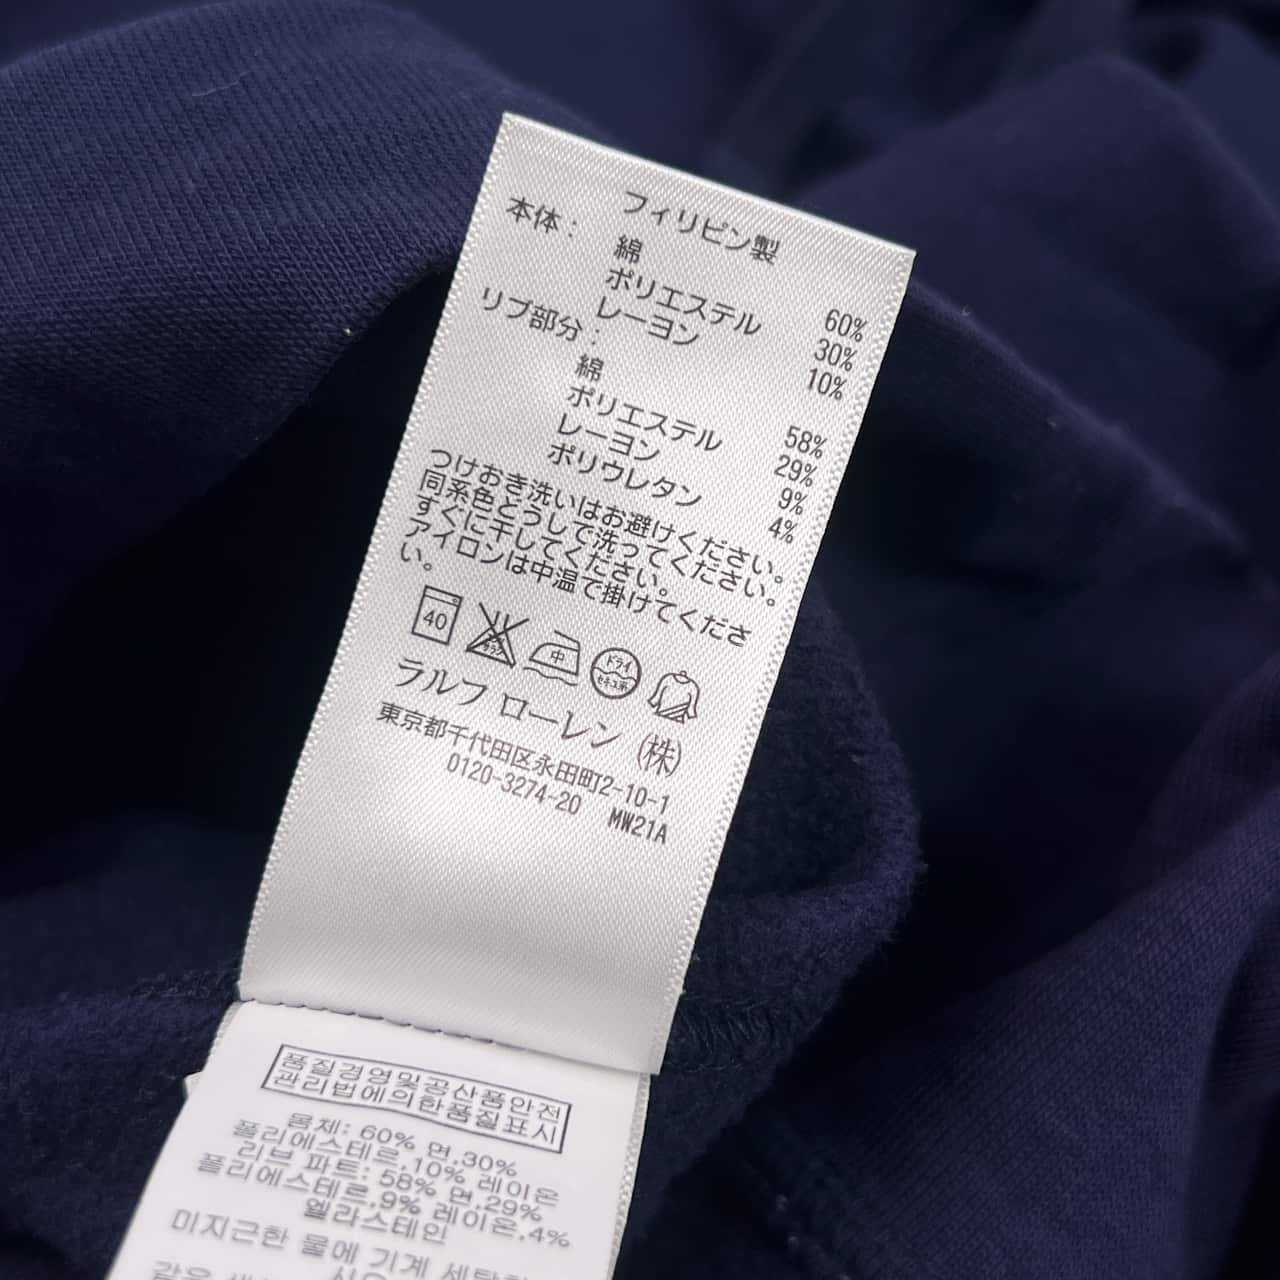 フィリピン製
本体:
綿 60%
ポリエステル 30%
レーヨン 10%
リブ部分:
綿 58%
ポリエステル 29%
レーヨン 9%
ポリウレタン 4%
つけおき洗いはお避けください。
同系色どうしで洗ってください。
すぐに干してください。
アイロンは中温で掛けてくださ
い。
40 中 ドライ セキユ系
ラルフ ローレン (株)
東京都千代田区永田町2-10-1
0120-3274-20 MW21A
품질경영및공산품안전
관리법에의한품질표시
몸체: 60% 면,30%
폴리에스테르,10% 레이온
리브 파트: 58% 면,29%
폴리에스테르,9% 레이온,4%
엘라스테인
미지근한 물에 기계
같은